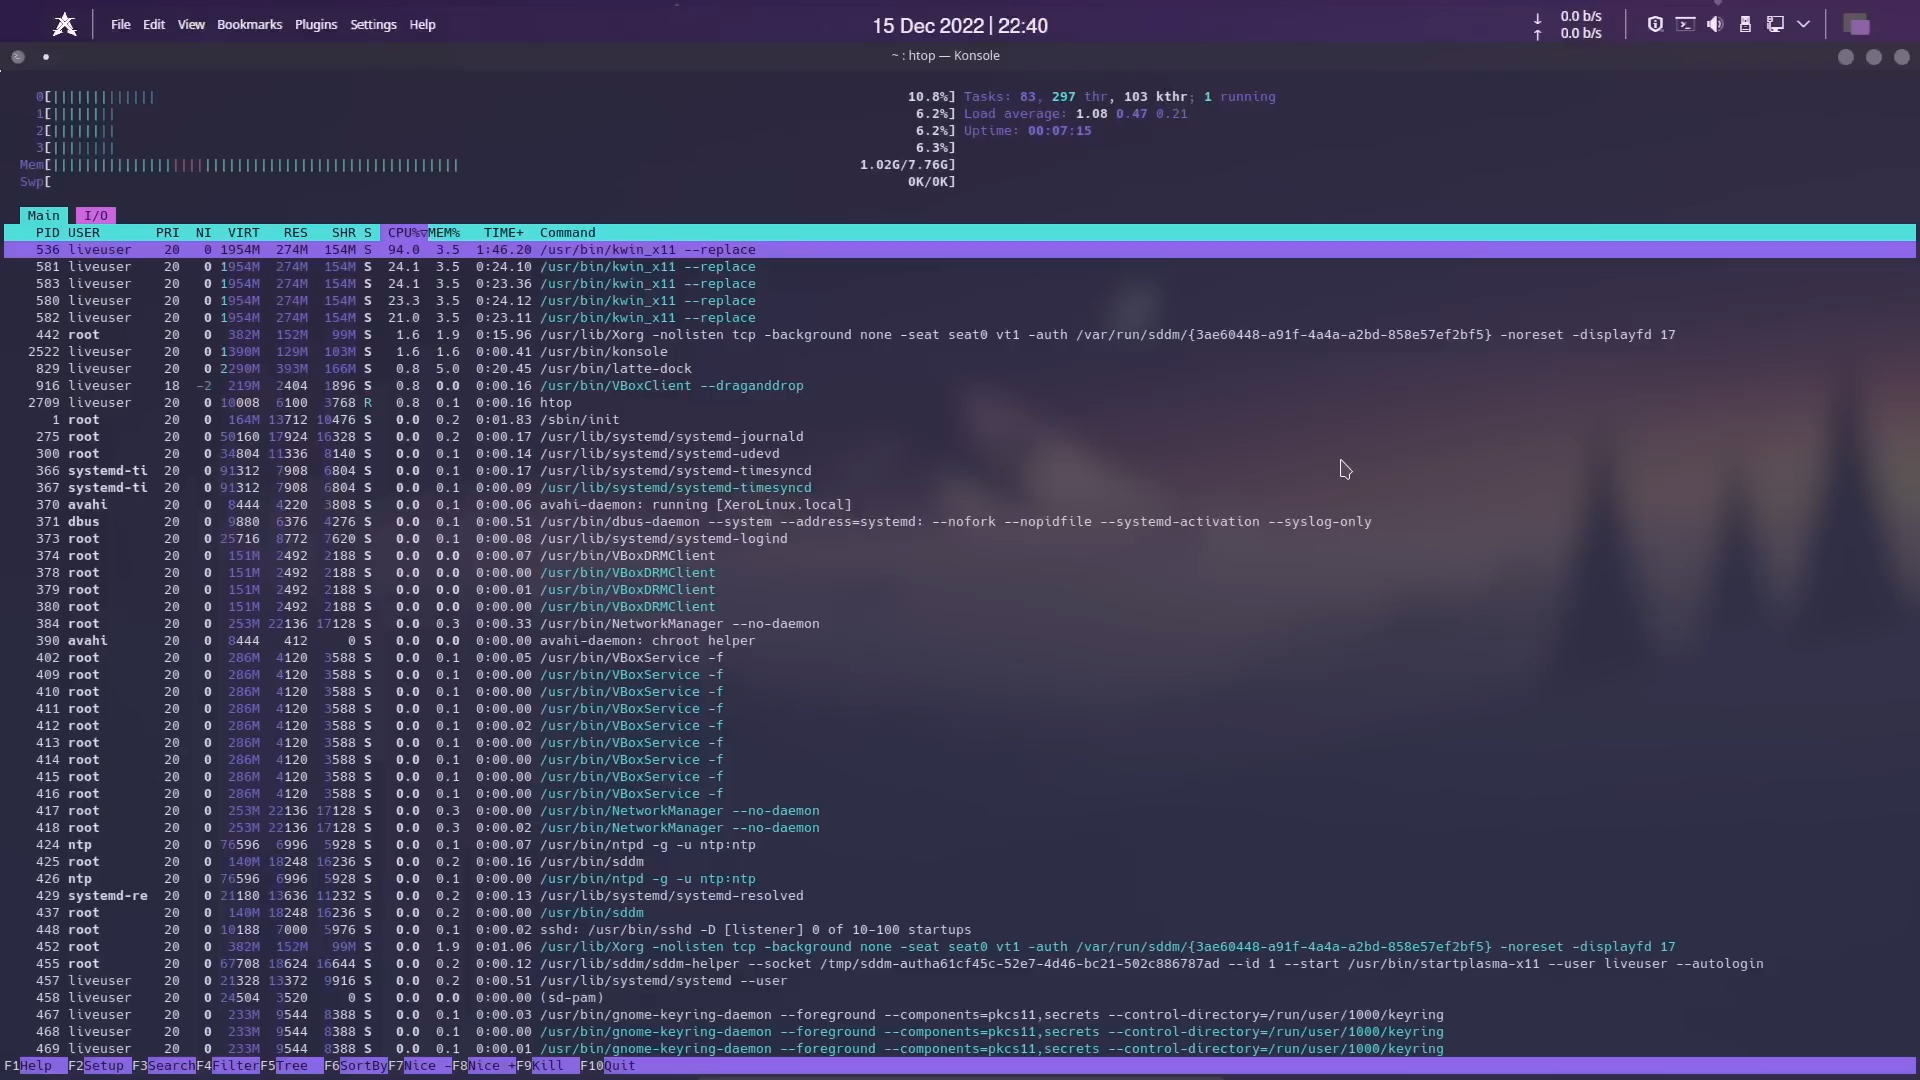 File Edit View Bookmarks Plugins Settings Help
15 Dec 2022 | 22:40
↓ 0.0 b/s
↑ 0.0 b/s
~ : htop — Konsole
0[||||||||||||| 10.8%] Tasks: 83, 297 thr, 103 kthr; 1 running
1[|||||||| 6.2%] Load average: 1.08 0.47 0.21
2[|||||||| 6.2%] Uptime: 00:07:15
3[|||||||| 6.3%]
Mem[||||||||||||||||||||||||||||||||||||||||||||||||||| 1.02G/7.76G]
Swp[ 0K/0K]
Main I/O
PID USER PRI NI VIRT RES SHR S CPU%▽MEM% TIME+ Command
536 liveuser 20 0 1954M 274M 154M S 94.0 3.5 1:46.20 /usr/bin/kwin_x11 --replace
581 liveuser 20 0 1954M 274M 154M S 24.1 3.5 0:24.10 /usr/bin/kwin_x11 --replace
583 liveuser 20 0 1954M 274M 154M S 24.1 3.5 0:23.36 /usr/bin/kwin_x11 --replace
580 liveuser 20 0 1954M 274M 154M S 23.3 3.5 0:24.12 /usr/bin/kwin_x11 --replace
582 liveuser 20 0 1954M 274M 154M S 21.0 3.5 0:23.11 /usr/bin/kwin_x11 --replace
442 root 20 0 382M 152M 99M S 1.6 1.9 0:15.96 /usr/lib/Xorg -nolisten tcp -background none -seat seat0 vt1 -auth /var/run/sddm/{3ae60448-a91f-4a4a-a2bd-858e57ef2bf5} -noreset -displayfd 17
2522 liveuser 20 0 1390M 129M 103M S 1.6 1.6 0:00.41 /usr/bin/konsole
829 liveuser 20 0 2290M 393M 166M S 0.8 5.0 0:20.45 /usr/bin/latte-dock
916 liveuser 18 -2 219M 2404 1896 S 0.8 0.0 0:00.16 /usr/bin/VBoxClient --draganddrop
2709 liveuser 20 0 10008 6100 3768 R 0.8 0.1 0:00.16 htop
1 root 20 0 164M 13712 10476 S 0.0 0.2 0:01.83 /sbin/init
275 root 20 0 50160 17924 16328 S 0.0 0.2 0:00.17 /usr/lib/systemd/systemd-journald
300 root 20 0 34804 11336 8140 S 0.0 0.1 0:00.14 /usr/lib/systemd/systemd-udevd
366 systemd-ti 20 0 91312 7908 6804 S 0.0 0.1 0:00.17 /usr/lib/systemd/systemd-timesyncd
367 systemd-ti 20 0 91312 7908 6804 S 0.0 0.1 0:00.09 /usr/lib/systemd/systemd-timesyncd
370 avahi 20 0 8444 4220 3808 S 0.0 0.1 0:00.06 avahi-daemon: running [XeroLinux.local]
371 dbus 20 0 9880 6376 4276 S 0.0 0.1 0:00.51 /usr/bin/dbus-daemon --system --address=systemd: --nofork --nopidfile --systemd-activation --syslog-only
373 root 20 0 25716 8772 7620 S 0.0 0.1 0:00.08 /usr/lib/systemd/systemd-logind
374 root 20 0 151M 2492 2188 S 0.0 0.0 0:00.07 /usr/bin/VBoxDRMClient
378 root 20 0 151M 2492 2188 S 0.0 0.0 0:00.00 /usr/bin/VBoxDRMClient
379 root 20 0 151M 2492 2188 S 0.0 0.0 0:00.01 /usr/bin/VBoxDRMClient
380 root 20 0 151M 2492 2188 S 0.0 0.0 0:00.00 /usr/bin/VBoxDRMClient
384 root 20 0 253M 22136 17128 S 0.0 0.3 0:00.33 /usr/bin/NetworkManager --no-daemon
390 avahi 20 0 8444 412 0 S 0.0 0.0 0:00.00 avahi-daemon: chroot helper
402 root 20 0 286M 4120 3588 S 0.0 0.1 0:00.05 /usr/bin/VBoxService -f
409 root 20 0 286M 4120 3588 S 0.0 0.1 0:00.00 /usr/bin/VBoxService -f
410 root 20 0 286M 4120 3588 S 0.0 0.1 0:00.00 /usr/bin/VBoxService -f
411 root 20 0 286M 4120 3588 S 0.0 0.1 0:00.00 /usr/bin/VBoxService -f
412 root 20 0 286M 4120 3588 S 0.0 0.1 0:00.02 /usr/bin/VBoxService -f
413 root 20 0 286M 4120 3588 S 0.0 0.1 0:00.00 /usr/bin/VBoxService -f
414 root 20 0 286M 4120 3588 S 0.0 0.1 0:00.00 /usr/bin/VBoxService -f
415 root 20 0 286M 4120 3588 S 0.0 0.1 0:00.00 /usr/bin/VBoxService -f
416 root 20 0 286M 4120 3588 S 0.0 0.1 0:00.00 /usr/bin/VBoxService -f
417 root 20 0 253M 22136 17128 S 0.0 0.3 0:00.00 /usr/bin/NetworkManager --no-daemon
418 root 20 0 253M 22136 17128 S 0.0 0.3 0:00.02 /usr/bin/NetworkManager --no-daemon
424 ntp 20 0 76596 6996 5928 S 0.0 0.1 0:00.07 /usr/bin/ntpd -g -u ntp:ntp
425 root 20 0 140M 18248 16236 S 0.0 0.2 0:00.16 /usr/bin/sddm
426 ntp 20 0 76596 6996 5928 S 0.0 0.1 0:00.00 /usr/bin/ntpd -g -u ntp:ntp
429 systemd-re 20 0 21180 13636 11232 S 0.0 0.2 0:00.13 /usr/lib/systemd/systemd-resolved
437 root 20 0 140M 18248 16236 S 0.0 0.2 0:00.00 /usr/bin/sddm
448 root 20 0 10188 7000 5976 S 0.0 0.1 0:00.02 sshd: /usr/bin/sshd -D [listener] 0 of 10-100 startups
452 root 20 0 382M 152M 99M S 0.0 1.9 0:01.06 /usr/lib/Xorg -nolisten tcp -background none -seat seat0 vt1 -auth /var/run/sddm/{3ae60448-a91f-4a4a-a2bd-858e57ef2bf5} -noreset -displayfd 17
455 root 20 0 67708 18624 16644 S 0.0 0.2 0:00.12 /usr/lib/sddm/sddm-helper --socket /tmp/sddm-autha61cf45c-52e7-4d46-bc21-502c886787ad --id 1 --start /usr/bin/startplasma-x11 --user liveuser --autologin
457 liveuser 20 0 21328 13372 9916 S 0.0 0.2 0:00.51 /usr/lib/systemd/systemd --user
458 liveuser 20 0 24504 3520 0 S 0.0 0.0 0:00.00 (sd-pam)
467 liveuser 20 0 233M 9544 8388 S 0.0 0.1 0:00.03 /usr/bin/gnome-keyring-daemon --foreground --components=pkcs11,secrets --control-directory=/run/user/1000/keyring
468 liveuser 20 0 233M 9544 8388 S 0.0 0.1 0:00.00 /usr/bin/gnome-keyring-daemon --foreground --components=pkcs11,secrets --control-directory=/run/user/1000/keyring
469 liveuser 20 0 233M 9544 8388 S 0.0 0.1 0:00.01 /usr/bin/gnome-keyring-daemon --foreground --components=pkcs11,secrets --control-directory=/run/user/1000/keyring
F1Help F2Setup F3SearchF4FilterF5Tree F6SortByF7Nice -F8Nice +F9Kill F10Quit